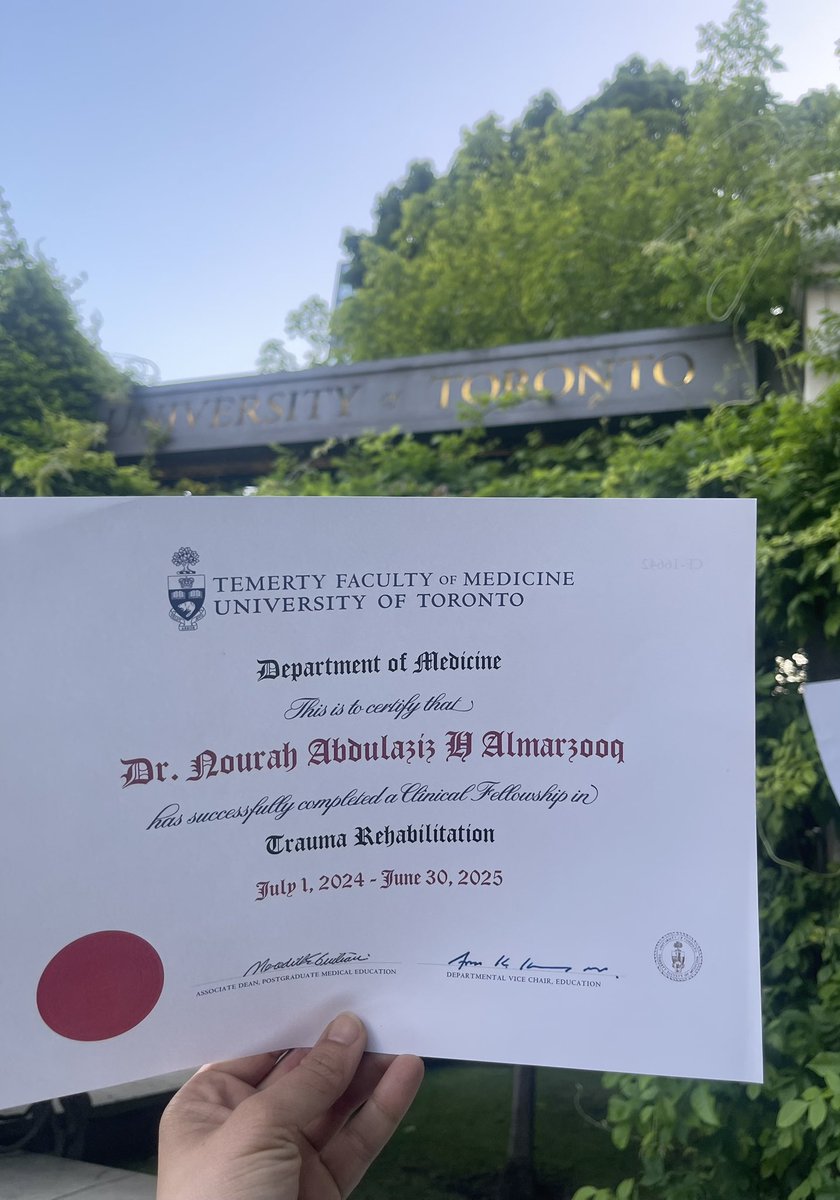 UNIVERSITY of TORONTO
CF-16642
TEMERTY FACULTY OF MEDICINE
UNIVERSITY OF TORONTO
Department of Medicine
This is to certify that
Dr. Nourah Abdulaziz H Almarzooq
has successfully completed a Clinical Fellowship in
Trauma Rehabilitation
July 1, 2024 - June 30, 2025
ASSOCIATE DEAN, POSTGRADUATE MEDICAL EDUCATION
DEPARTMENTAL VICE CHAIR, EDUCATION